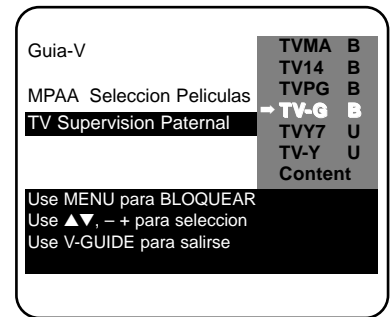 Guia-V
MPAA Seleccion Peliculas
TV Supervision Paternal
TVMA B
TV14 B
TVPG B
➡ TV-G B
TVY7 U
TV-Y U
Content
Use MENU para BLOQUEAR
Use ▲▼, – + para seleccion
Use V-GUIDE para salirse